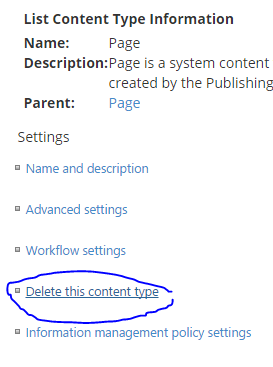 List Content Type Information
Name: Page
Description:Page is a system content
created by the Publishing
Parent: Page
Settings
Name and description
Advanced settings
Workflow settings
Delete this content type
Information management policy settings